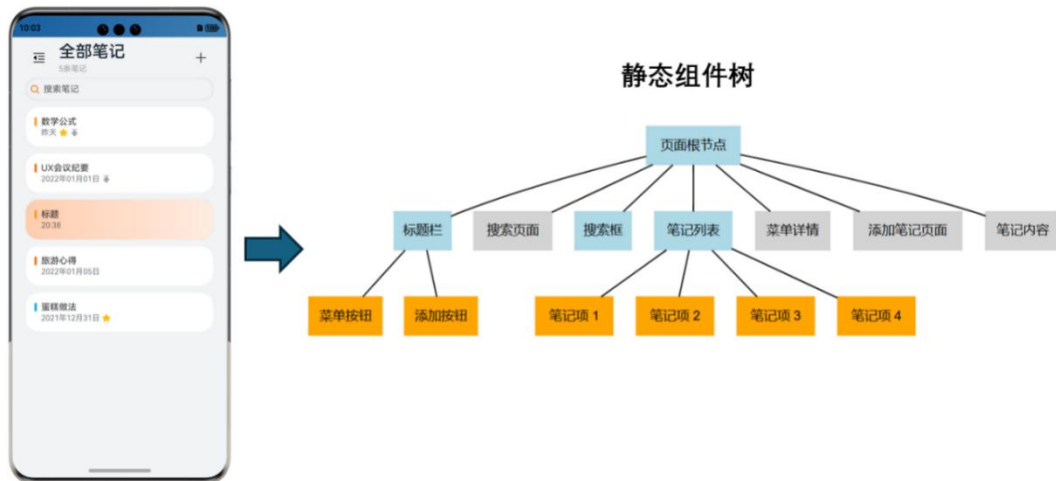 10:03
全部笔记
5条笔记
搜索笔记
数学公式
昨天
UX会议纪要
2022年01月01日
标题
20:38
旅游心得
2022年01月05日
蛋糕做法
2021年12月31日
静态组件树
页面根节点
标题栏 搜索页面 搜索框 笔记列表 菜单详情 添加笔记页面 笔记内容
菜单按钮 添加按钮 笔记项 1 笔记项 2 笔记项 3 笔记项 4